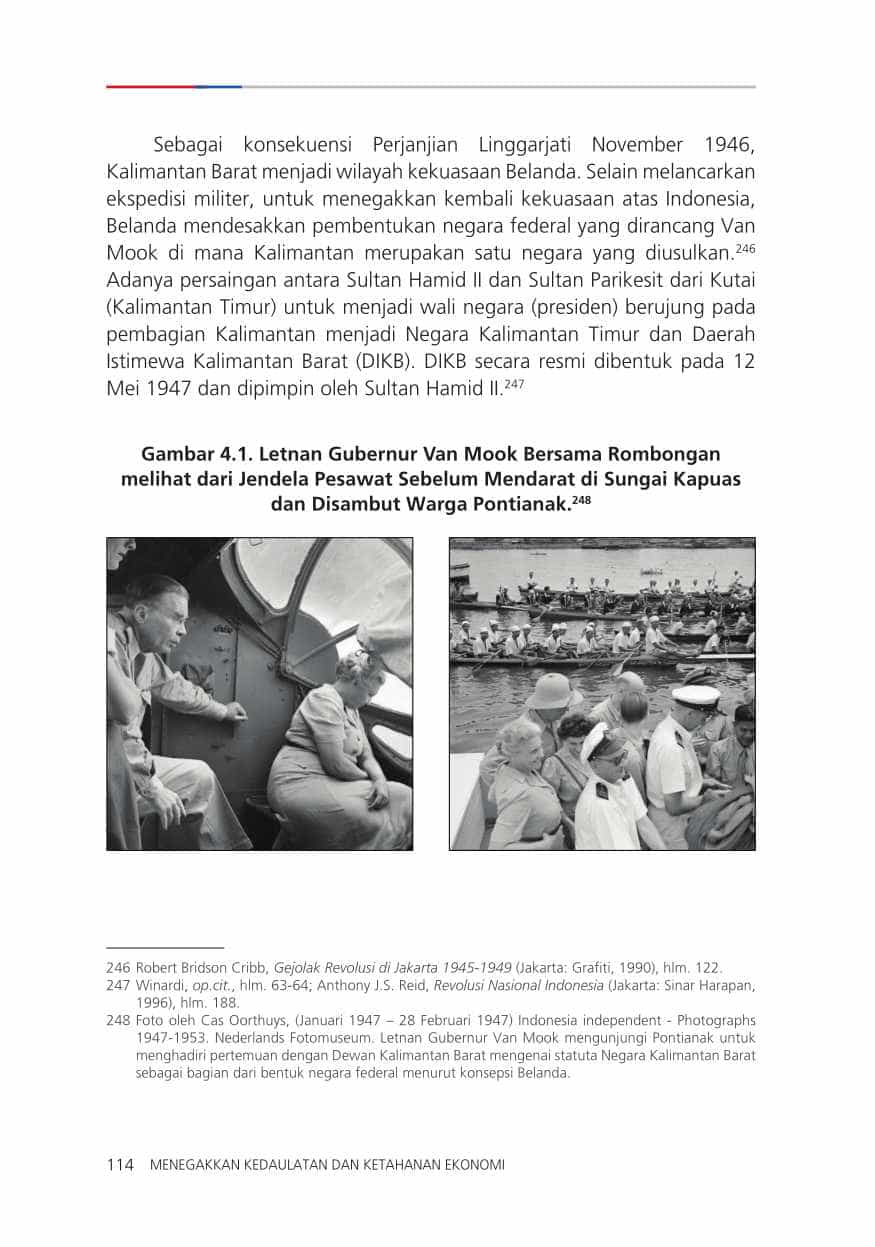 Sebagai konsekuensi Perjanjian Linggarjati November 1946,
Kalimantan Barat menjadi wilayah kekuasaan Belanda. Selain melancarkan
ekspedisi militer, untuk menegakkan kembali kekuasaan atas Indonesia,
Belanda mendesakkan pembentukan negara federal yang dirancang Van
Mook di mana Kalimantan merupakan satu negara yang diusulkan.²⁴⁶
Adanya persaingan antara Sultan Hamid II dan Sultan Parikesit dari Kutai
(Kalimantan Timur) untuk menjadi wali negara (presiden) berujung pada
pembagian Kalimantan menjadi Negara Kalimantan Timur dan Daerah
Istimewa Kalimantan Barat (DIKB). DIKB secara resmi dibentuk pada 12
Mei 1947 dan dipimpin oleh Sultan Hamid II.²⁴⁷
Gambar 4.1. Letnan Gubernur Van Mook Bersama Rombongan
melihat dari Jendela Pesawat Sebelum Mendarat di Sungai Kapuas
dan Disambut Warga Pontianak.²⁴⁸
246 Robert Bridson Cribb, Gejolak Revolusi di Jakarta 1945-1949 (Jakarta: Grafiti, 1990), hlm. 122.
247 Winardi, op.cit., hlm. 63-64; Anthony J.S. Reid, Revolusi Nasional Indonesia (Jakarta: Sinar Harapan,
1996), hlm. 188.
248 Foto oleh Cas Oorthuys, (Januari 1947 – 28 Februari 1947) Indonesia independent - Photographs
1947-1953. Nederlands Fotomuseum. Letnan Gubernur Van Mook mengunjungi Pontianak untuk
menghadiri pertemuan dengan Dewan Kalimantan Barat mengenai statuta Negara Kalimantan Barat
sebagai bagian dari bentuk negara federal menurut konsepsi Belanda.
114 MENEGAKKAN KEDAULATAN DAN KETAHANAN EKONOMI